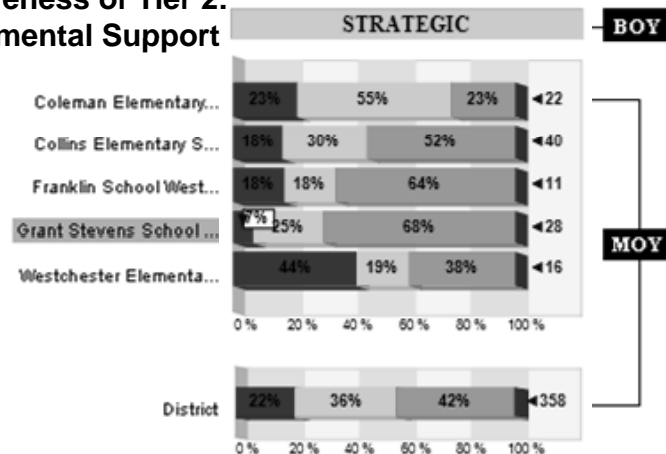 eness of Tier 2:
mental Support
STRATEGIC
BOY
Coleman Elementary... 23% 55% 23% ◄22
Collins Elementary S... 18% 30% 52% ◄40
Franklin School West... 18% 18% 64% ◄11
Grant Stevens School ... 7% 25% 68% ◄28
MOY
Westchester Elementa... 44% 19% 38% ◄16
0% 20% 40% 60% 80% 100%
District 22% 36% 42% ◄358
0% 20% 40% 60% 80% 100%